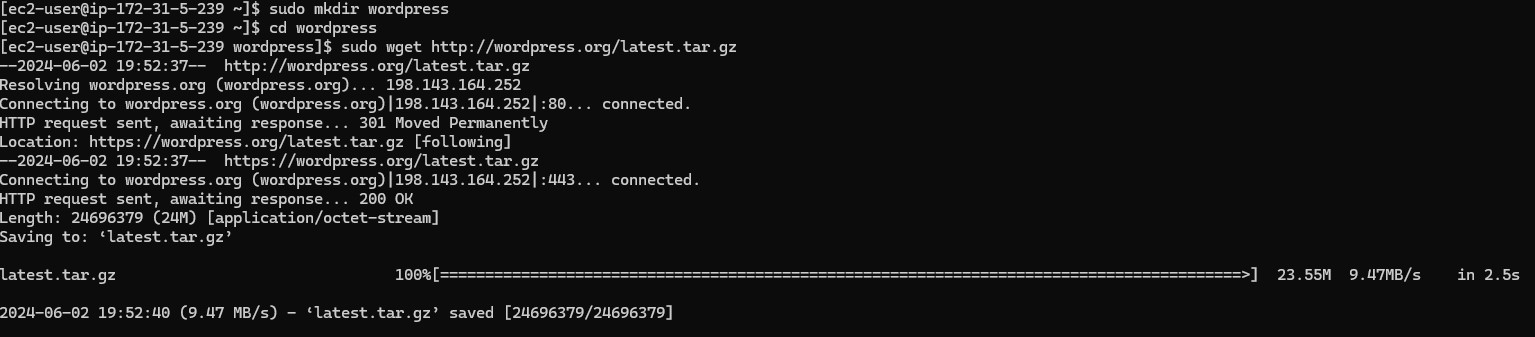 [ec2-user@ip-172-31-5-239 ~]$ sudo mkdir wordpress
[ec2-user@ip-172-31-5-239 ~]$ cd wordpress
[ec2-user@ip-172-31-5-239 wordpress]$ sudo wget http://wordpress.org/latest.tar.gz
--2024-06-02 19:52:37--  http://wordpress.org/latest.tar.gz
Resolving wordpress.org (wordpress.org)... 198.143.164.252
Connecting to wordpress.org (wordpress.org)|198.143.164.252|:80... connected.
HTTP request sent, awaiting response... 301 Moved Permanently
Location: https://wordpress.org/latest.tar.gz [following]
--2024-06-02 19:52:37--  https://wordpress.org/latest.tar.gz
Connecting to wordpress.org (wordpress.org)|198.143.164.252|:443... connected.
HTTP request sent, awaiting response... 200 OK
Length: 24696379 (24M) [application/octet-stream]
Saving to: ‘latest.tar.gz’
latest.tar.gz                               100%[=========================================================================================>]  23.55M  9.47MB/s    in 2.5s
2024-06-02 19:52:40 (9.47 MB/s) - ‘latest.tar.gz’ saved [24696379/24696379]